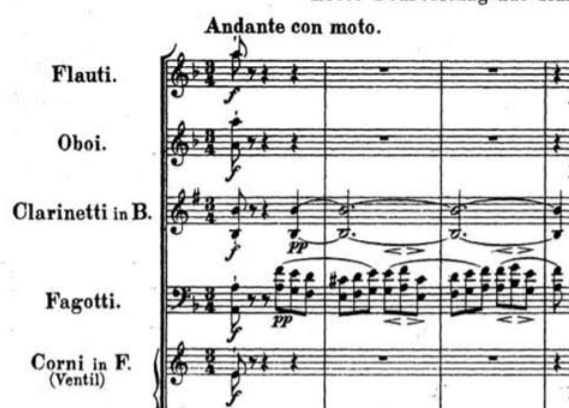 Andante con moto.
Flauti.
f
Oboi.
f
Clarinetti in B.
f pp
Fagotti.
f pp
Corni in F.
(Ventil)
f